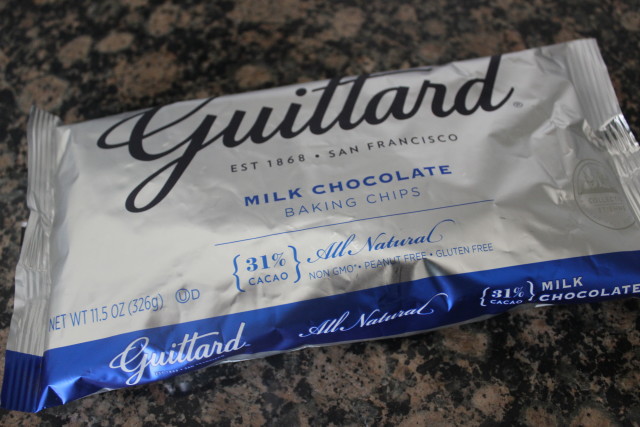 Guittard®
EST 1868 • SAN FRANCISCO
MILK CHOCOLATE
BAKING CHIPS
31%
CACAO
All Natural
NON GMO* • PEANUT FREE • GLUTEN FREE
NET WT 11.5 OZ (326g) ⓊD
Guittard
All Natural
31%
CACAO
MILK
CHOCOLATE